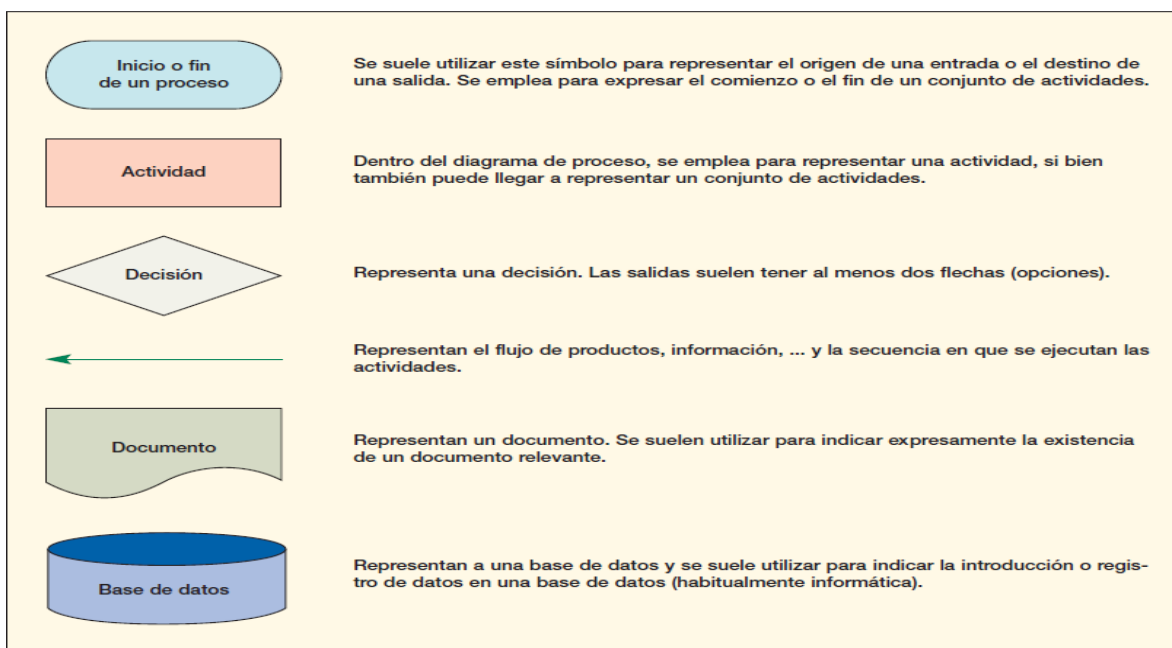 Inicio o fin
de un proceso
Se suele utilizar este símbolo para representar el origen de una entrada o el destino de
una salida. Se emplea para expresar el comienzo o el fin de un conjunto de actividades.
Actividad
Dentro del diagrama de proceso, se emplea para representar una actividad, si bien
también puede llegar a representar un conjunto de actividades.
Decisión
Representa una decisión. Las salidas suelen tener al menos dos flechas (opciones).
Representan el flujo de productos, información, ... y la secuencia en que se ejecutan las
actividades.
Documento
Representan un documento. Se suelen utilizar para indicar expresamente la existencia
de un documento relevante.
Base de datos
Representan a una base de datos y se suele utilizar para indicar la introducción o regis-
tro de datos en una base de datos (habitualmente informática).